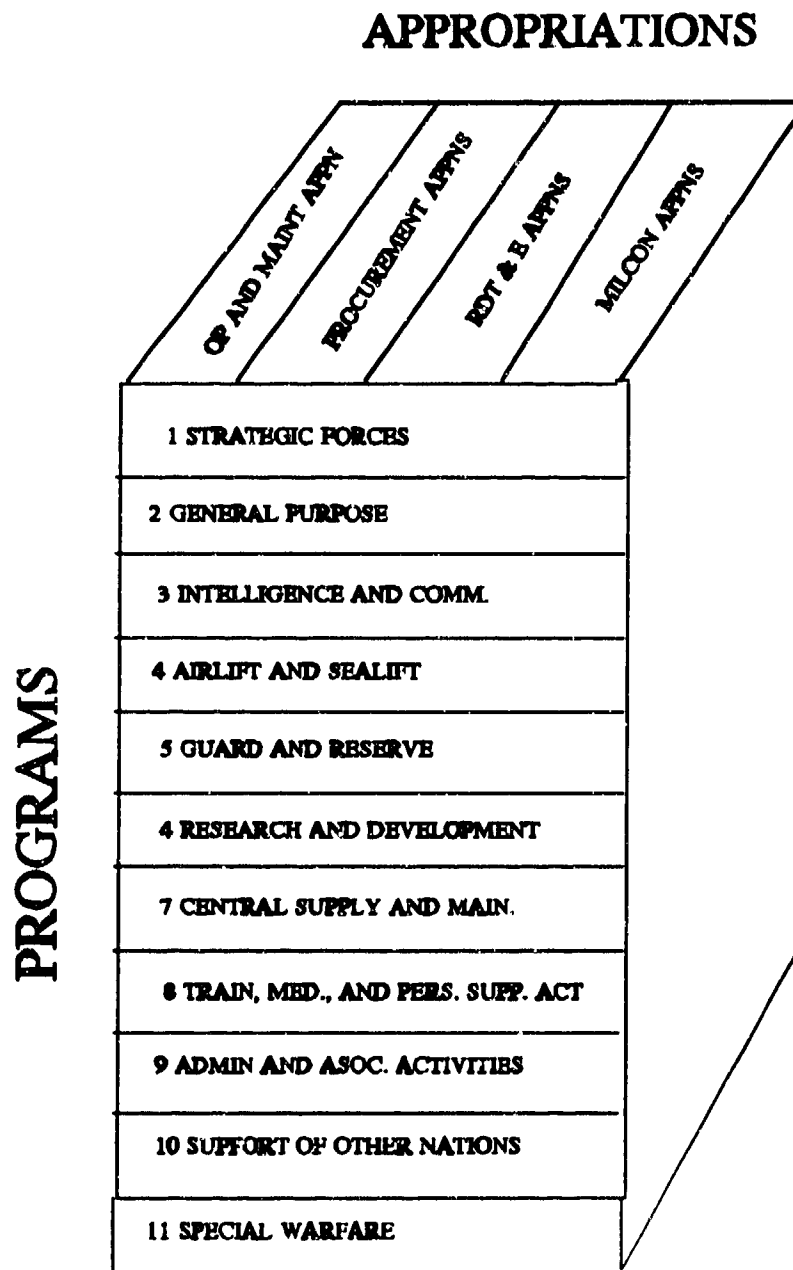 APPROPRIATIONS
OP AND MAINT APPN
PROCUREMENT APPNS
RDT & E APPNS
MILCON APPNS
PROGRAMS
1 STRATEGIC FORCES
2 GENERAL PURPOSE
3 INTELLIGENCE AND COMM.
4 AIRLIFT AND SEALIFT
5 GUARD AND RESERVE
4 RESEARCH AND DEVELOPMENT
7 CENTRAL SUPPLY AND MAIN.
8 TRAIN, MED., AND PERS. SUPP. ACT
9 ADMIN AND ASOC. ACTIVITIES
10 SUPPORT OF OTHER NATIONS
11 SPECIAL WARFARE